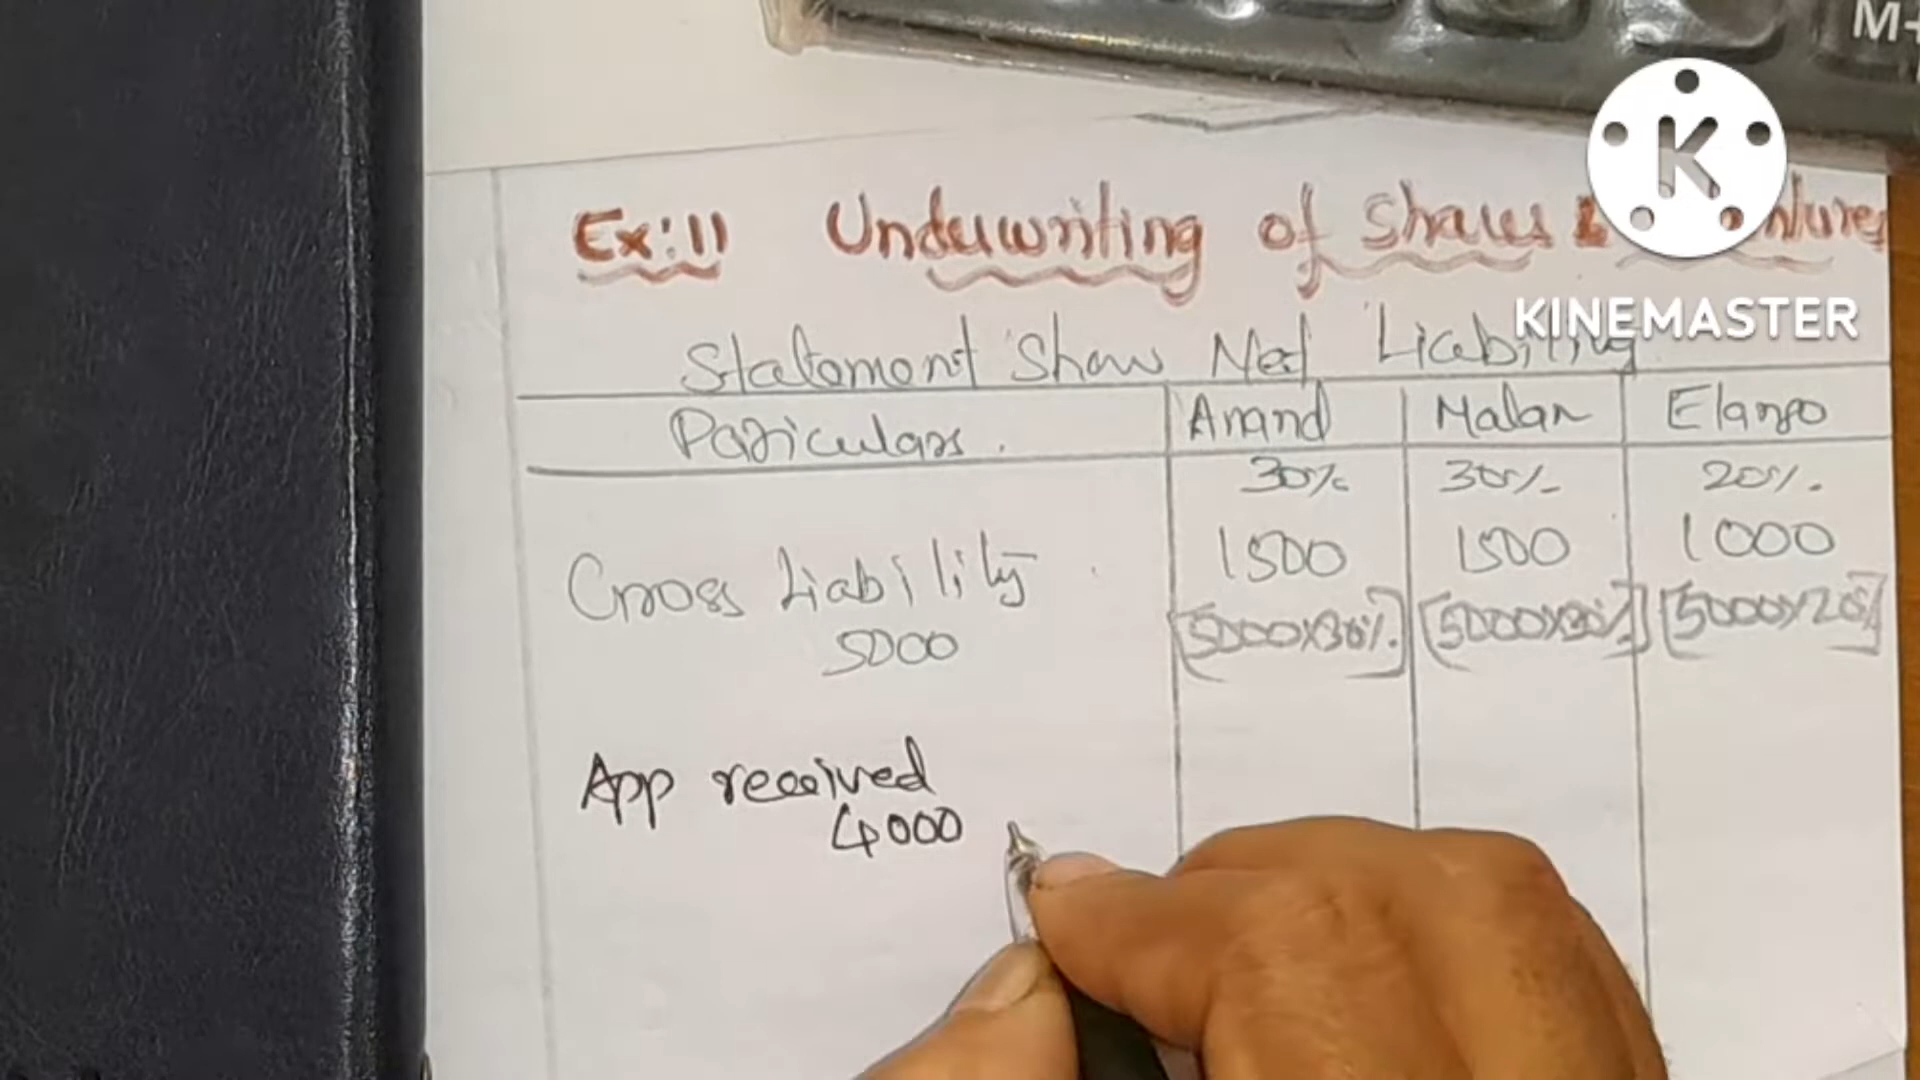 M+
K
KINEMASTER
Ex:11 Underwriting of Shares &
Statement Show Net Liability
Particulars. Anand Malan Elango
30% 30% 20%.
Gross Liability 1500 1500 1000
5000 [5000x30%.] [5000x30%] [5000x20%]
App received
4000